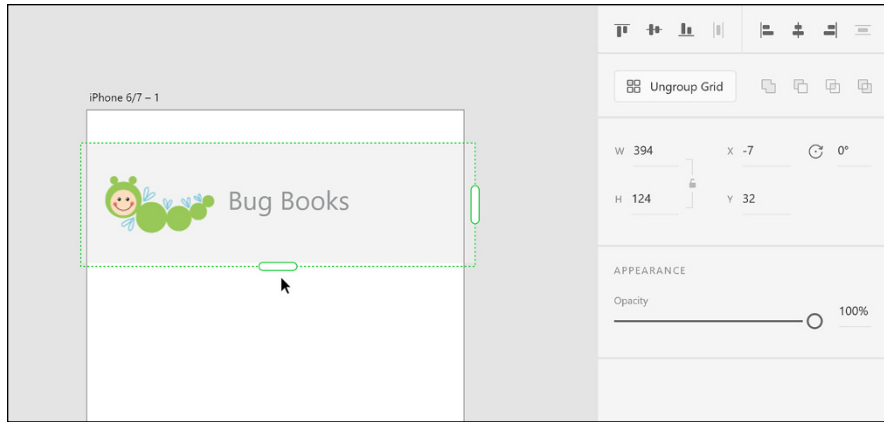 iPhone 6/7 – 1
Bug Books
Ungroup Grid
W 394 X -7 0°
H 124 Y 32
APPEARANCE
Opacity
100%